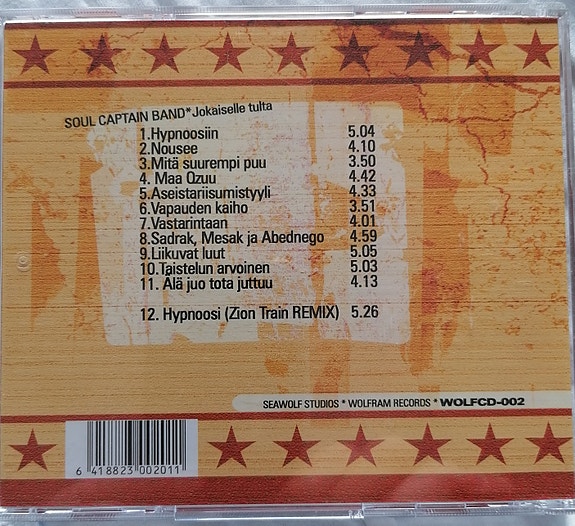 SOUL CAPTAIN BAND*Jokaiselle tulta
1.Hypnoosiin 5.04
2.Nousee 4.10
3.Mitä suurempi puu 3.50
4. Maa Ozuu 4.42
5.Aseistariisumistyyli 4.33
6.Vapauden kaiho 3.51
7.Vastarintaan 4.01
8.Sadrak, Mesak ja Abednego 4.59
9.Liikuvat luut 5.05
10.Taistelun arvoinen 5.03
11. Älä juo tota juttuu 4.13
12. Hypnoosi (Zion Train REMIX) 5.26
SEAWOLF STUDIOS * WOLFRAM RECORDS * WOLFCD-002
6 418823 002011